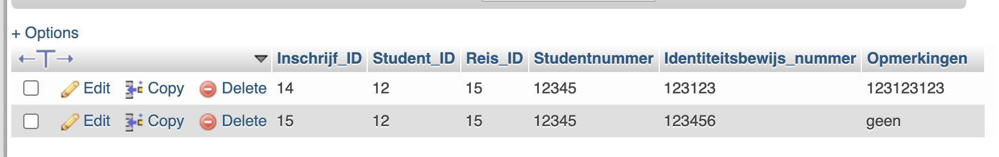 + Options
Inschrijf_ID Student_ID Reis_ID Studentnummer Identiteitsbewijs_nummer Opmerkingen
Edit Copy Delete 14 12 15 12345 123123 123123123
Edit Copy Delete 15 12 15 12345 123456 geen